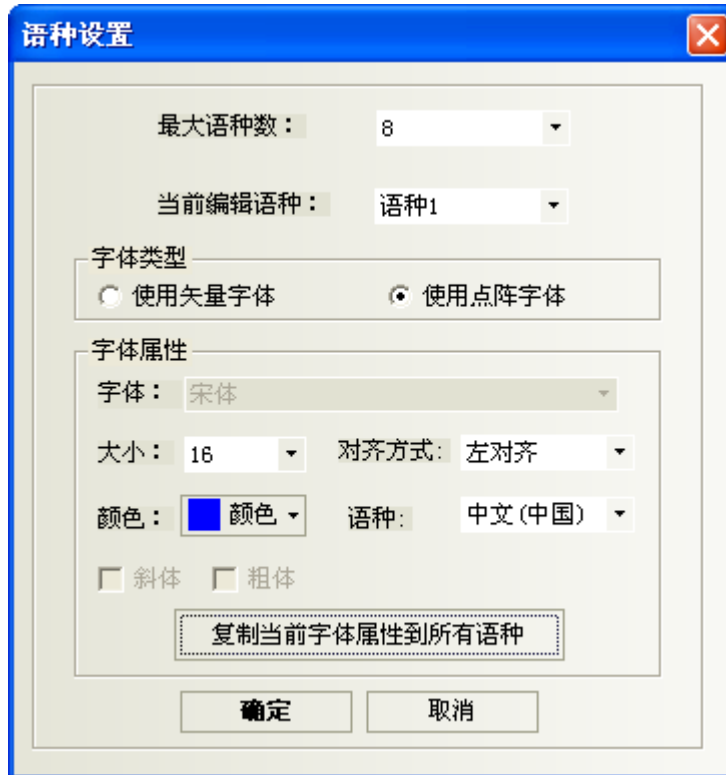 语种设置
最大语种数： 8
当前编辑语种： 语种1
字体类型
使用矢量字体 使用点阵字体
字体属性
字体： 宋体
大小： 16 对齐方式: 左对齐
颜色： 颜色 语种: 中文(中国)
斜体 粗体
复制当前字体属性到所有语种
确定 取消